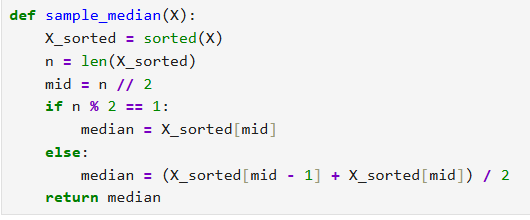 def sample_median(X):
    X_sorted = sorted(X)
    n = len(X_sorted)
    mid = n // 2
    if n % 2 == 1:
        median = X_sorted[mid]
    else:
        median = (X_sorted[mid - 1] + X_sorted[mid]) / 2
    return median